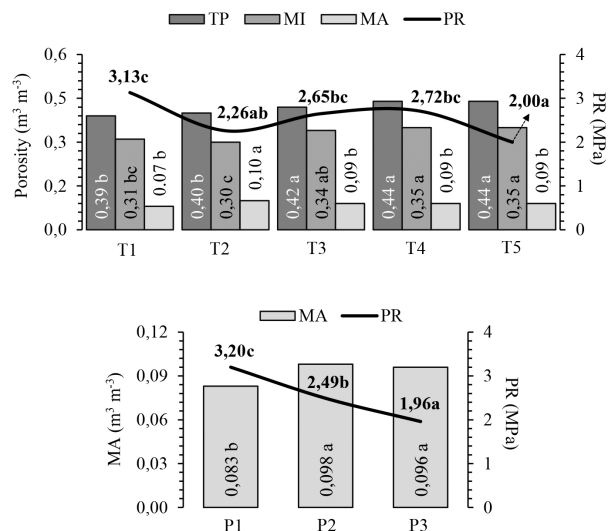 TP MI MA PR
0,6
0,5
0,3
0,2
0,0
Porosity (m³ m⁻³)
4
3
2
1
0
PR (MPa)
3,13c
2,26ab
2,65bc
2,72bc
2,00a
0,39 b
0,31 bc
0.07 b
0,40 b
0,30 c
0,10 a
0,42 a
0,34 ab
0,09 b
0,44 a
0,35 a
0,09 b
0,44 a
0,35 a
0,09 b
T1 T2 T3 T4 T5
MA PR
0,12
0,09
0,06
0,03
0,00
MA (m³ m⁻³)
4
3
2
1
0
PR (MPa)
3,20c
2,49b
1,96a
0,083 b
0,098 a
0,096 a
P1 P2 P3